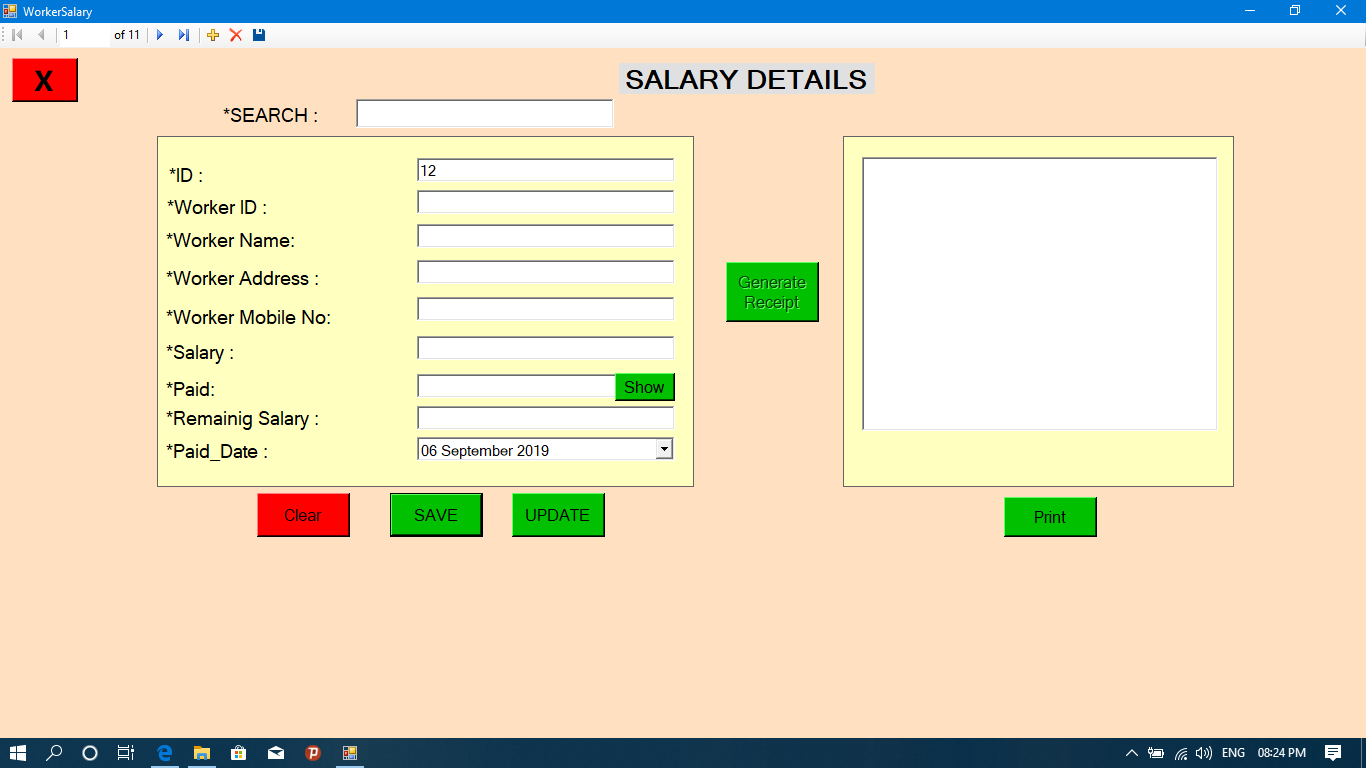 WorkerSalary
1 of 11
X
SALARY DETAILS
*SEARCH :
*ID : 12
*Worker ID :
*Worker Name:
*Worker Address :
*Worker Mobile No:
*Salary :
*Paid: Show
*Remainig Salary :
*Paid_Date : 06 September 2019
Generate
Receipt
Clear SAVE UPDATE
Print
ENG 08:24 PM